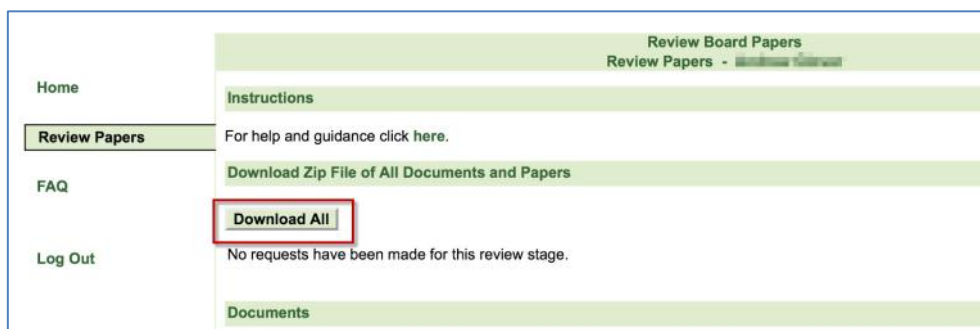 Review Board Papers
Review Papers -
Home
Instructions
Review Papers
For help and guidance click here.
Download Zip File of All Documents and Papers
FAQ
Download All
Log Out
No requests have been made for this review stage.
Documents